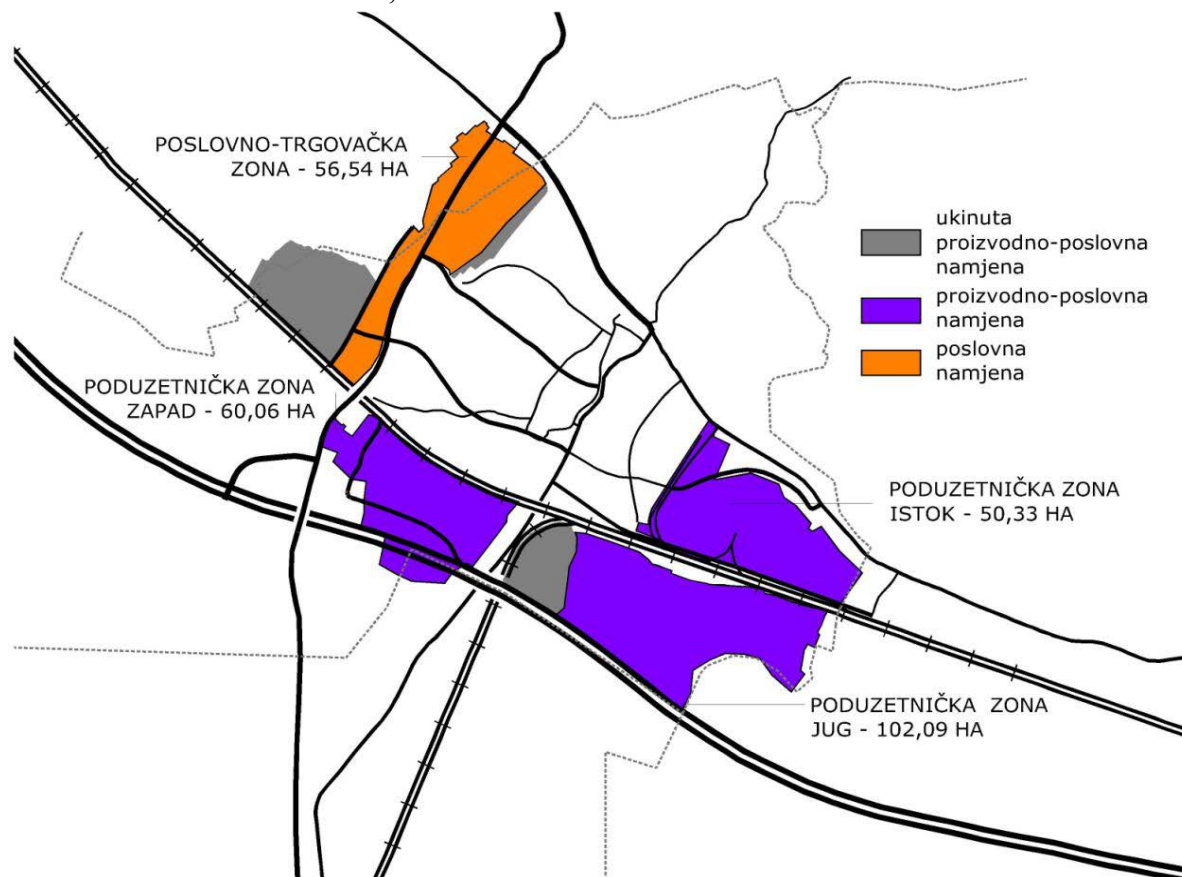 POSLOVNO-TRGOVAČKA
ZONA - 56,54 HA
ukinuta
proizvodno-poslovna
namjena
proizvodno-poslovna
namjena
poslovna
namjena
PODUZETNIČKA ZONA
ZAPAD - 60,06 HA
PODUZETNIČKA ZONA
ISTOK - 50,33 HA
PODUZETNIČKA ZONA
JUG - 102,09 HA